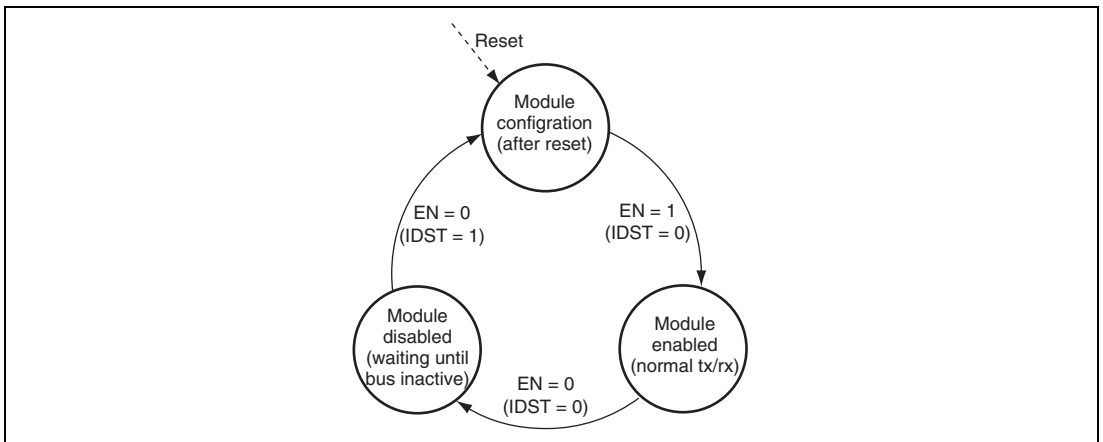 Reset
Module
configration
(after reset)
EN = 0
(IDST = 1)
EN = 1
(IDST = 0)
Module
disabled
(waiting until
bus inactive)
Module
enabled
(normal tx/rx)
EN = 0
(IDST = 0)